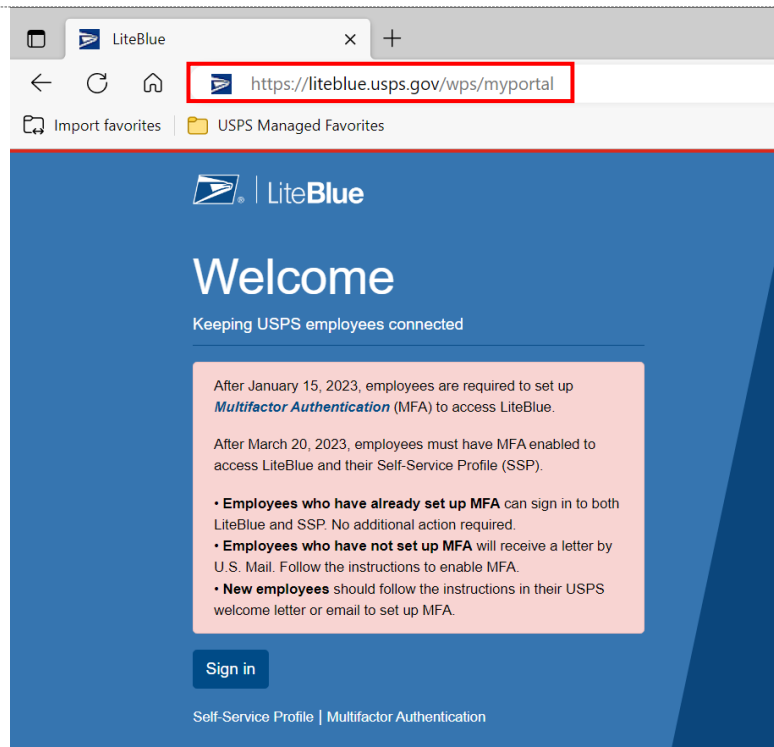 LiteBlue
https://liteblue.usps.gov/wps/myportal
Import favorites USPS Managed Favorites
LiteBlue
Welcome
Keeping USPS employees connected
After January 15, 2023, employees are required to set up
Multifactor Authentication (MFA) to access LiteBlue.
After March 20, 2023, employees must have MFA enabled to
access LiteBlue and their Self-Service Profile (SSP).
• Employees who have already set up MFA can sign in to both
LiteBlue and SSP. No additional action required.
• Employees who have not set up MFA will receive a letter by
U.S. Mail. Follow the instructions to enable MFA.
• New employees should follow the instructions in their USPS
welcome letter or email to set up MFA.
Sign in
Self-Service Profile | Multifactor Authentication